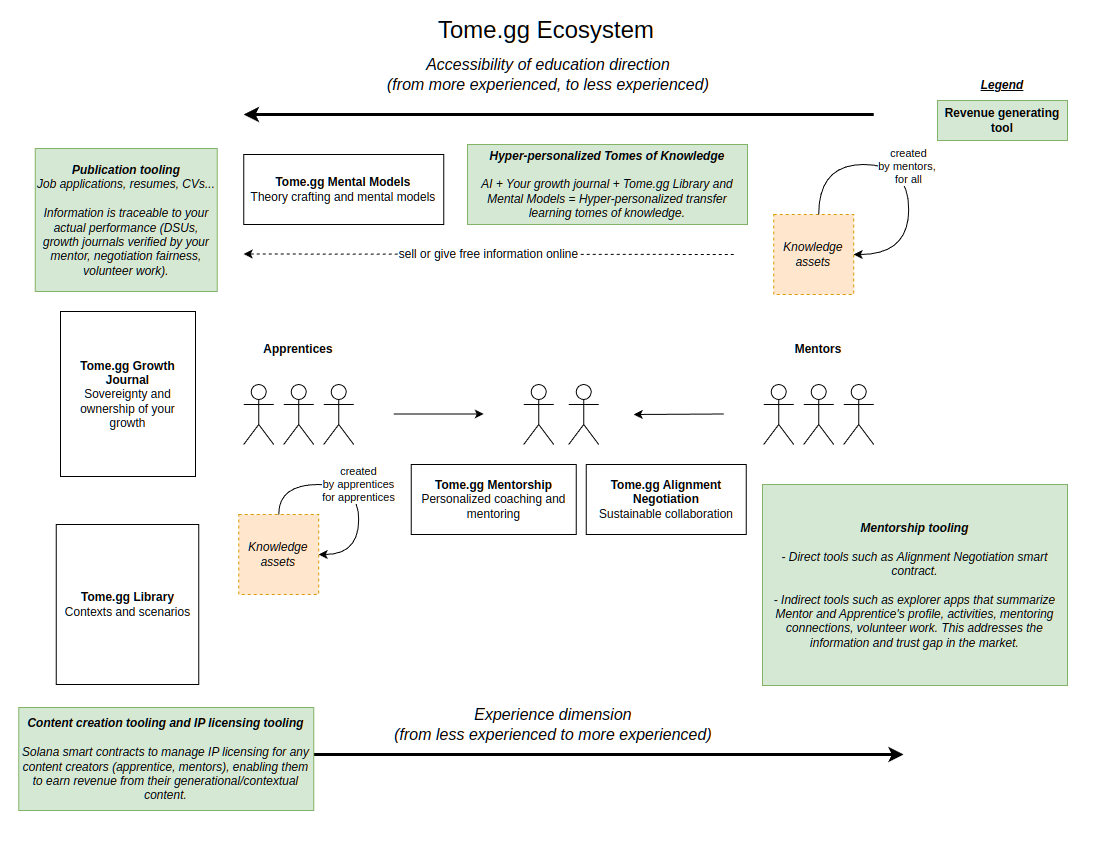 Tome.gg Ecosystem
Accessibility of education direction
(from more experienced, to less experienced)
Legend
Revenue generating
tool
Publication tooling
Job applications, resumes, CVs...
Information is traceable to your
actual performance (DSUs,
growth journals verified by your
mentor, negotiation fairness,
volunteer work).
Tome.gg Mental Models
Theory crafting and mental models
Hyper-personalized Tomes of Knowledge
AI + Your growth journal + Tome.gg Library and
Mental Models = Hyper-personalized transfer
learning tomes of knowledge.
created
by mentors,
for all
Knowledge
assets
sell or give free information online
Tome.gg Growth
Journal
Sovereignty and
ownership of your
growth
Apprentices
Mentors
created
by apprentices
for apprentices
Knowledge
assets
Tome.gg Mentorship
Personalized coaching and
mentoring
Tome.gg Alignment
Negotiation
Sustainable collaboration
Mentorship tooling
- Direct tools such as Alignment Negotiation smart
contract.
- Indirect tools such as explorer apps that summarize
Mentor and Apprentice's profile, activities, mentoring
connections, volunteer work. This addresses the
information and trust gap in the market.
Tome.gg Library
Contexts and scenarios
Content creation tooling and IP licensing tooling
Solana smart contracts to manage IP licensing for any
content creators (apprentice, mentors), enabling them
to earn revenue from their generational/contextual
content.
Experience dimension
(from less experienced to more experienced)